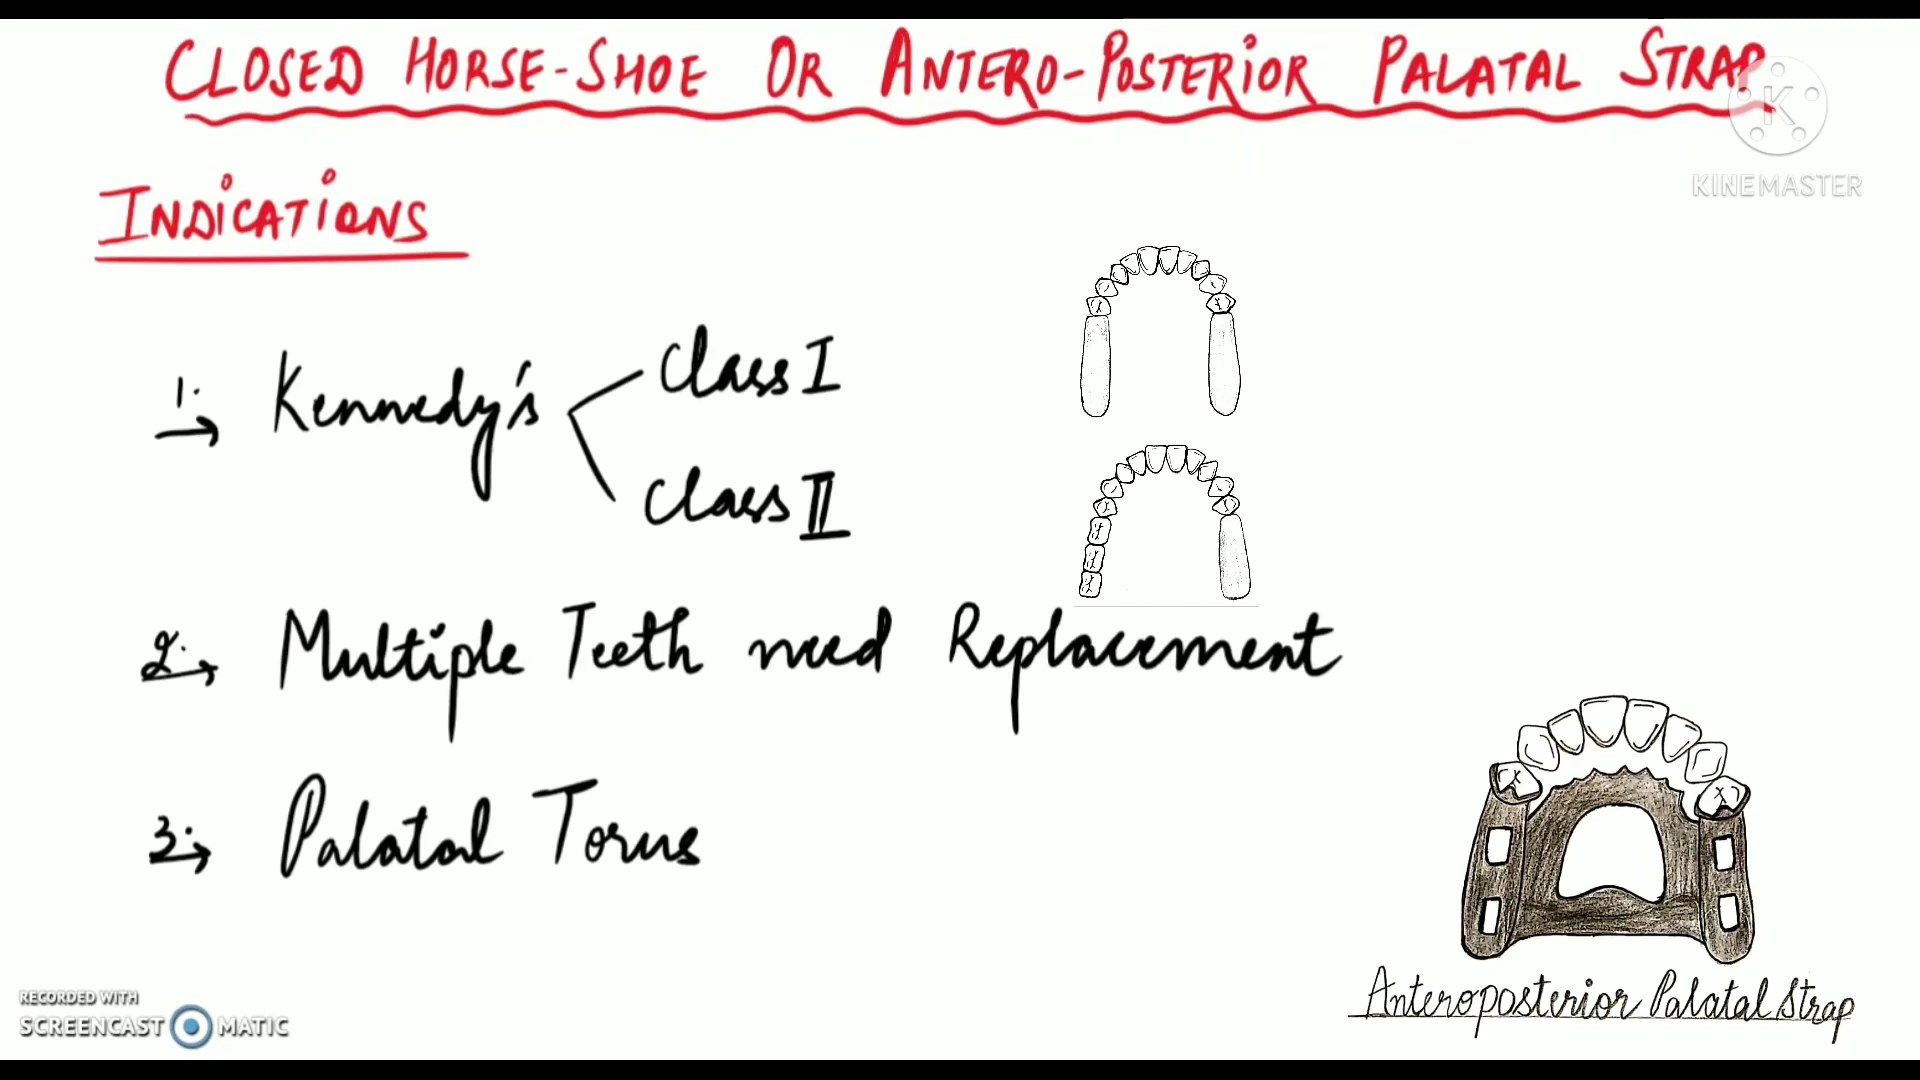 CLOSED HORSE-SHOE OR ANTERO-POSTERIOR PALATAL STRAP
KINEMASTER
INDICATIONS
1. → Kennedy's Class I
Class II
2. → Multiple Teeth need Replacement
3. → Palatal Torus
Anteroposterior Palatal Strap
RECORDED WITH
SCREENCAST MATIC